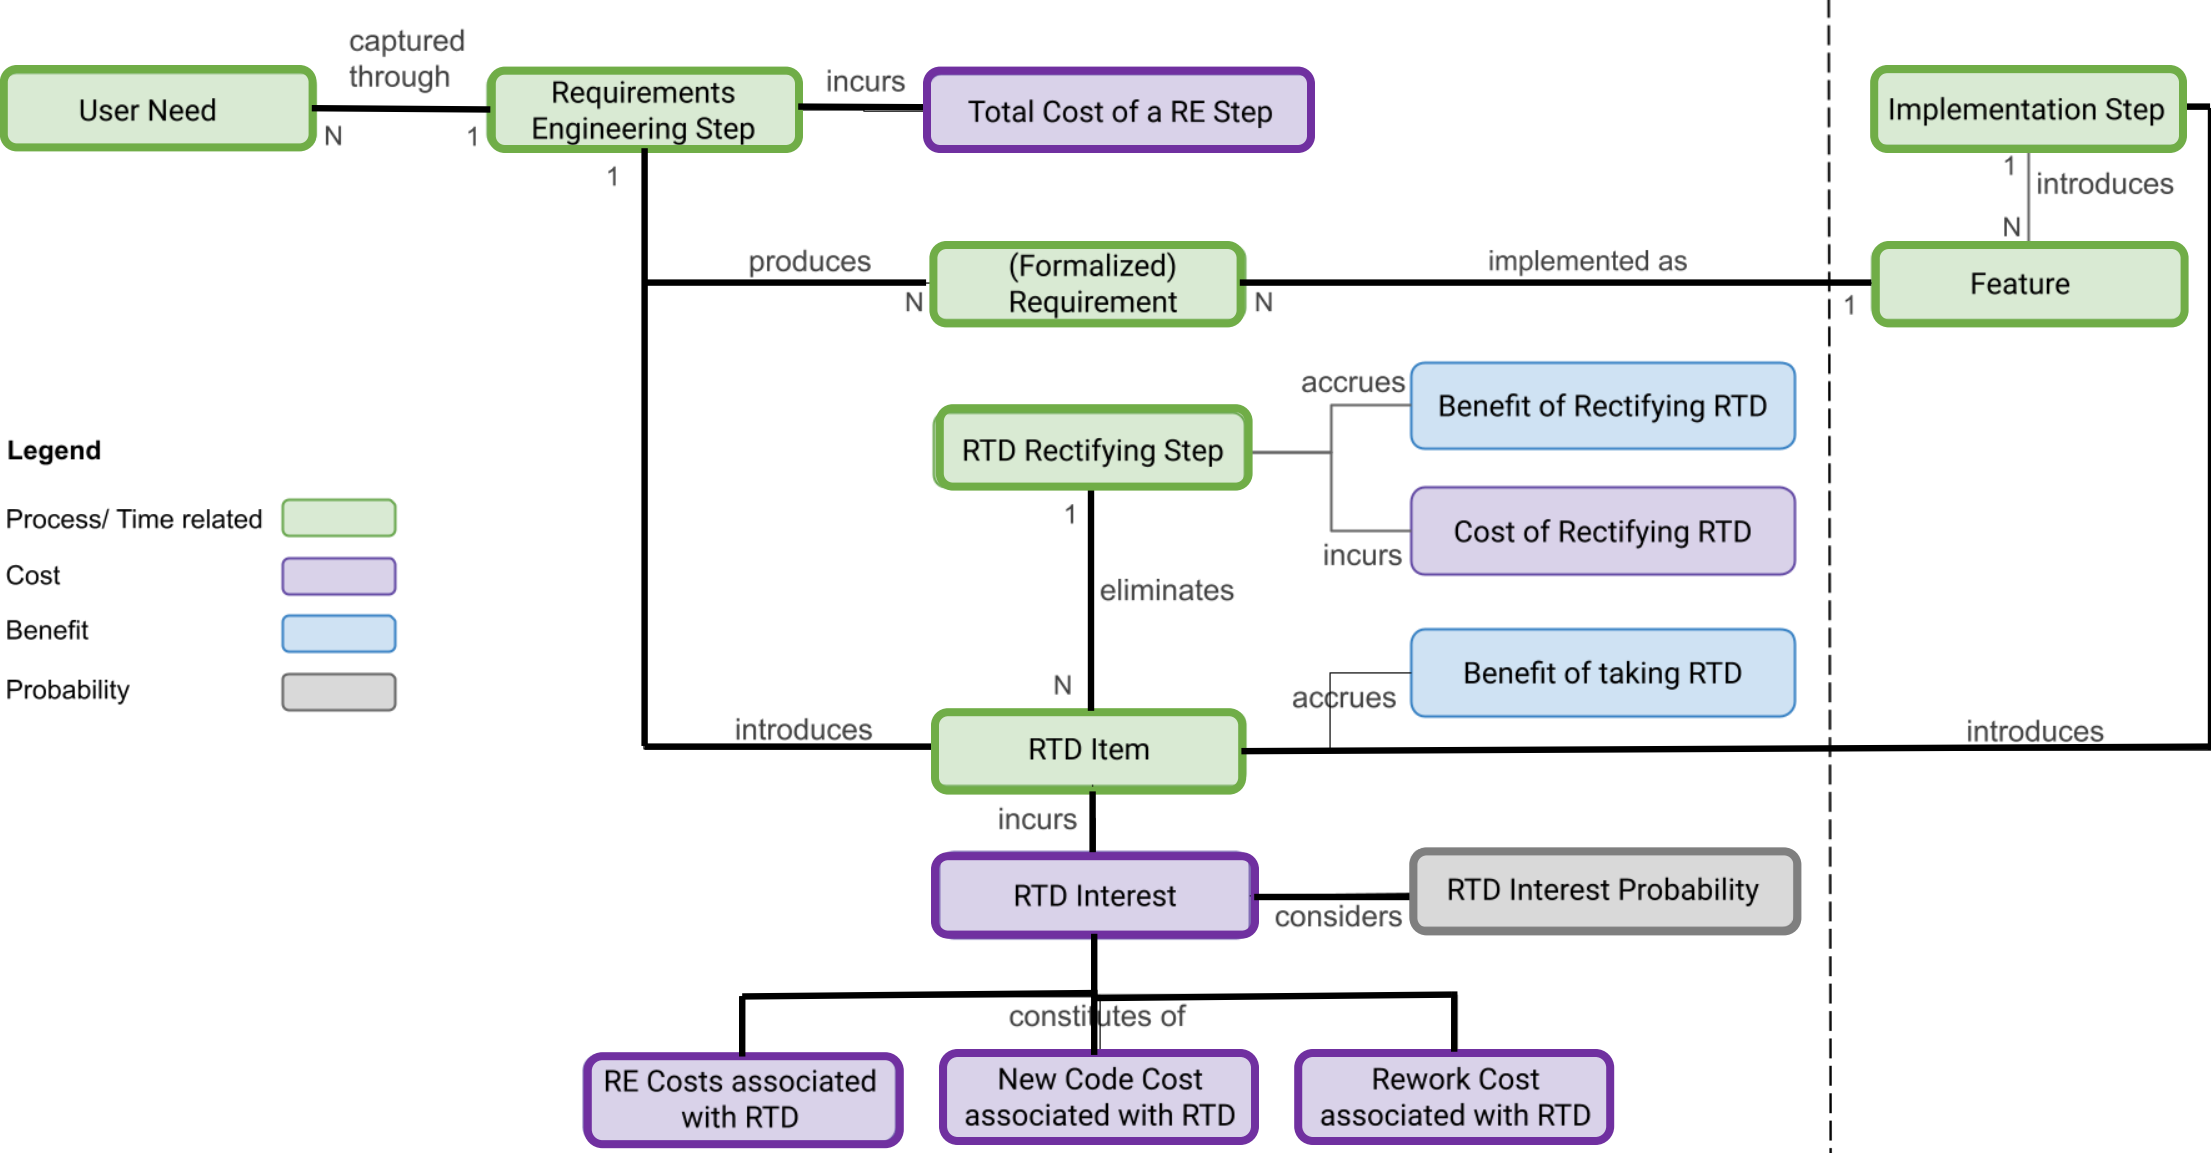 captured
through
User Need
N
1
Requirements
Engineering Step
incurs
Total Cost of a RE Step
Implementation Step
1
1
introduces
N
produces
N
(Formalized)
Requirement
N
implemented as
1
Feature
accrues
Benefit of Rectifying RTD
RTD Rectifying Step
Cost of Rectifying RTD
incurs
1
eliminates
N
Legend
Process/ Time related
Cost
Benefit
Probability
Benefit of taking RTD
accrues
introduces
RTD Item
introduces
incurs
RTD Interest
considers
RTD Interest Probability
constitutes of
RE Costs associated
with RTD
New Code Cost
associated with RTD
Rework Cost
associated with RTD